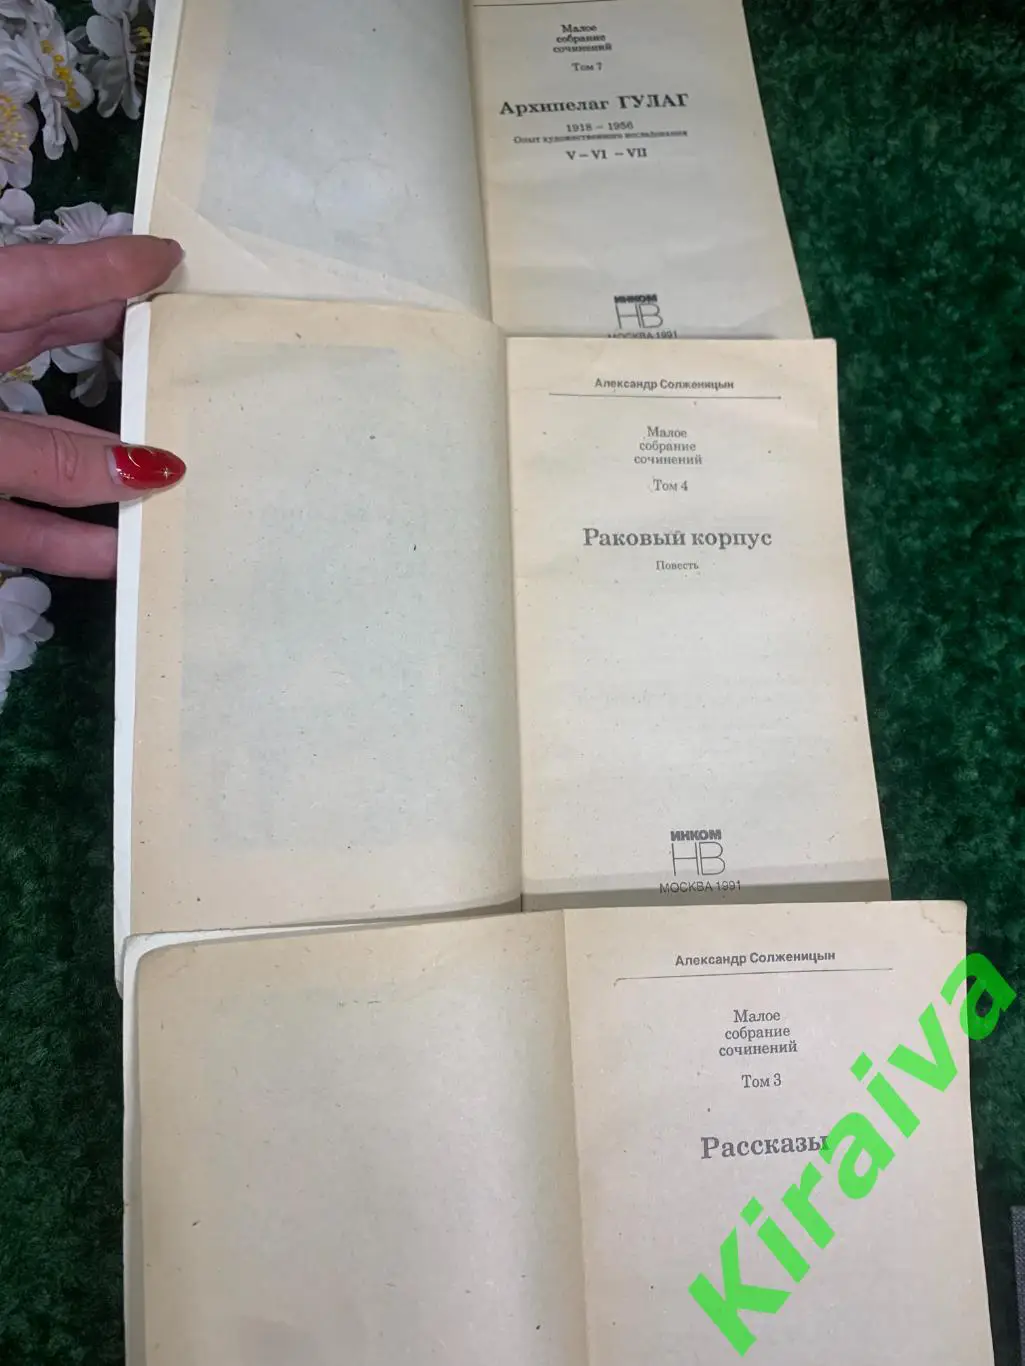 Малое
собрание
сочинений
Том 7
Архипелаг ГУЛАГ
1918 – 1956
Опыт художественного исследования
V – VI – VII
ИНКОМ
НВ
МОСКВА 1991
Александр Солженицын
Малое
собрание
сочинений
Том 4
Раковый корпус
Повесть
ИНКОМ
НВ
МОСКВА 1991
Александр Солженицын
Малое
собрание
сочинений
Том 3
Рассказы
Kiraiva